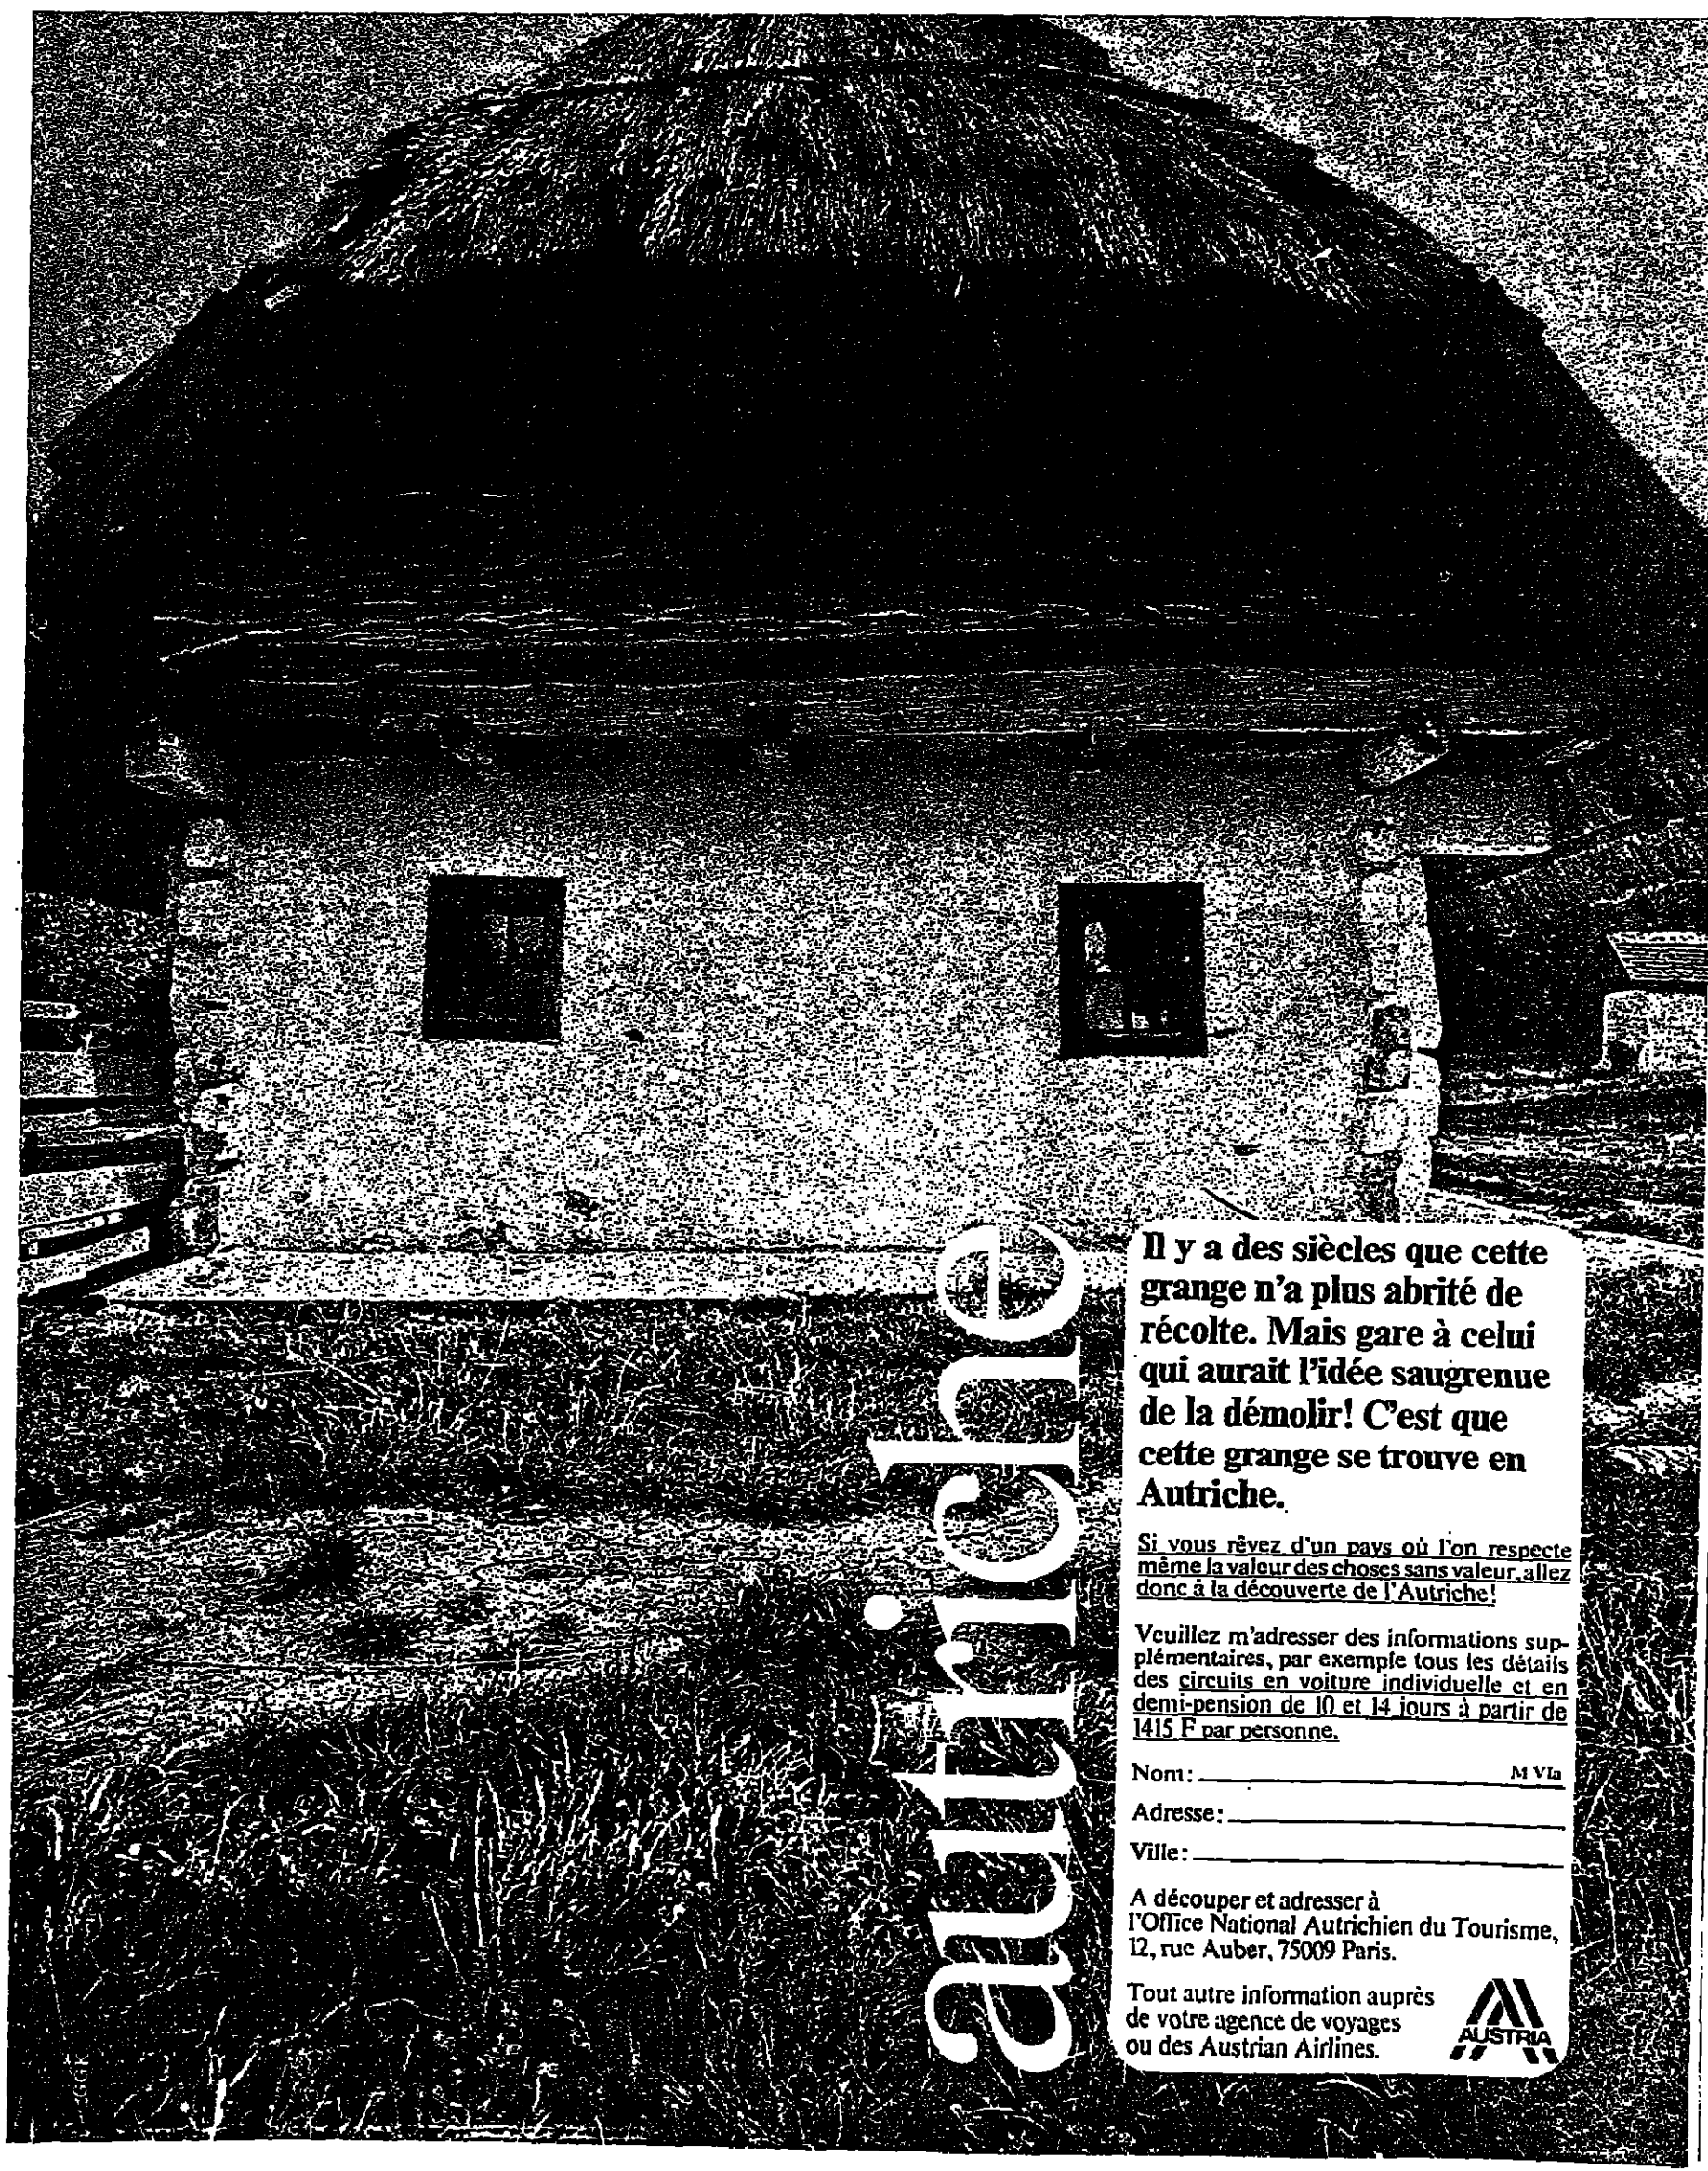 autriche
Il y a des siècles que cette
grange n'a plus abrité de
récolte. Mais gare à celui
qui aurait l'idée saugrenue
de la démolir! C'est que
cette grange se trouve en
Autriche.
Si vous rêvez d'un pays où l'on respecte
même la valeur des choses sans valeur, allez
donc à la découverte de l'Autriche!
Veuillez m'adresser des informations sup-
plémentaires, par exemple tous les détails
des circuits en voiture individuelle et en
demi-pension de 10 et 14 jours à partir de
1415 F par personne.
Nom: M VIa
Adresse:
Ville:
A découper et adresser à
l'Office National Autrichien du Tourisme,
12, rue Auber, 75009 Paris.
Tout autre information auprès
de votre agence de voyages
ou des Austrian Airlines.
AUSTRIA